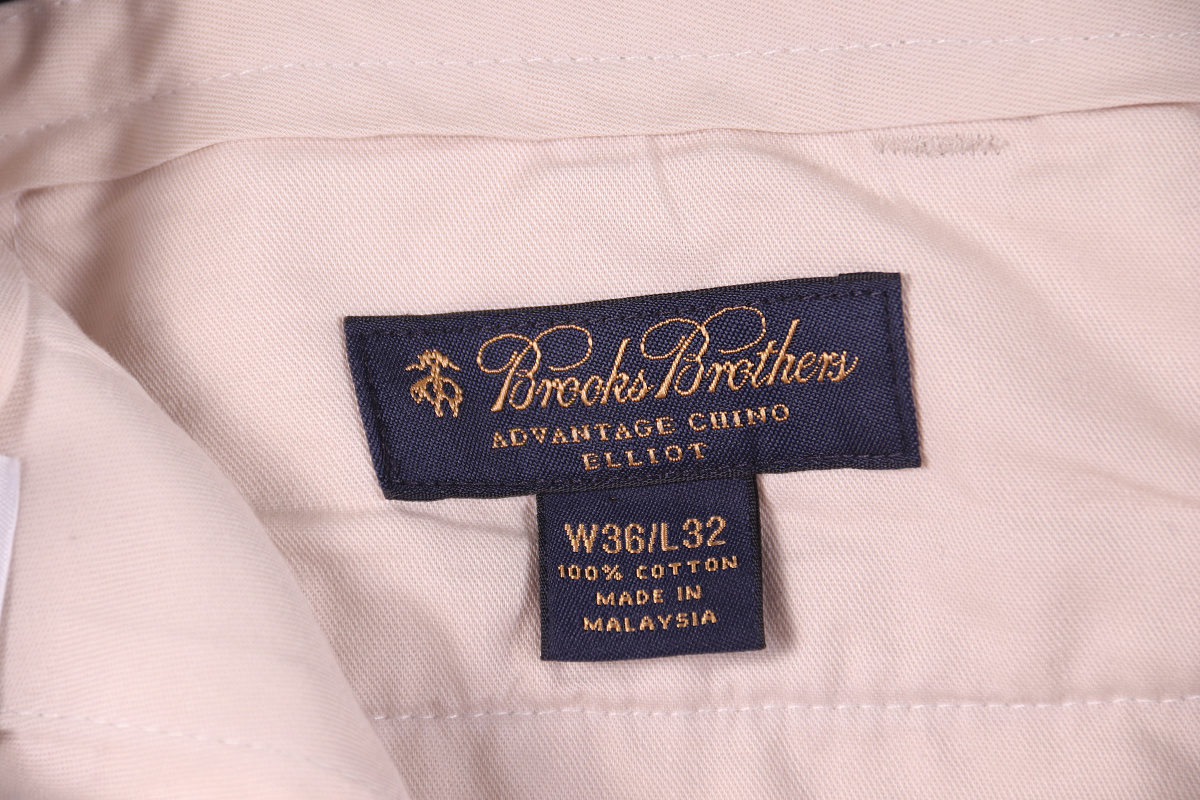 Brooks Brothers
ADVANTAGE CHINO
ELLIOT
W36/L32
100% COTTON
MADE IN
MALAYSIA